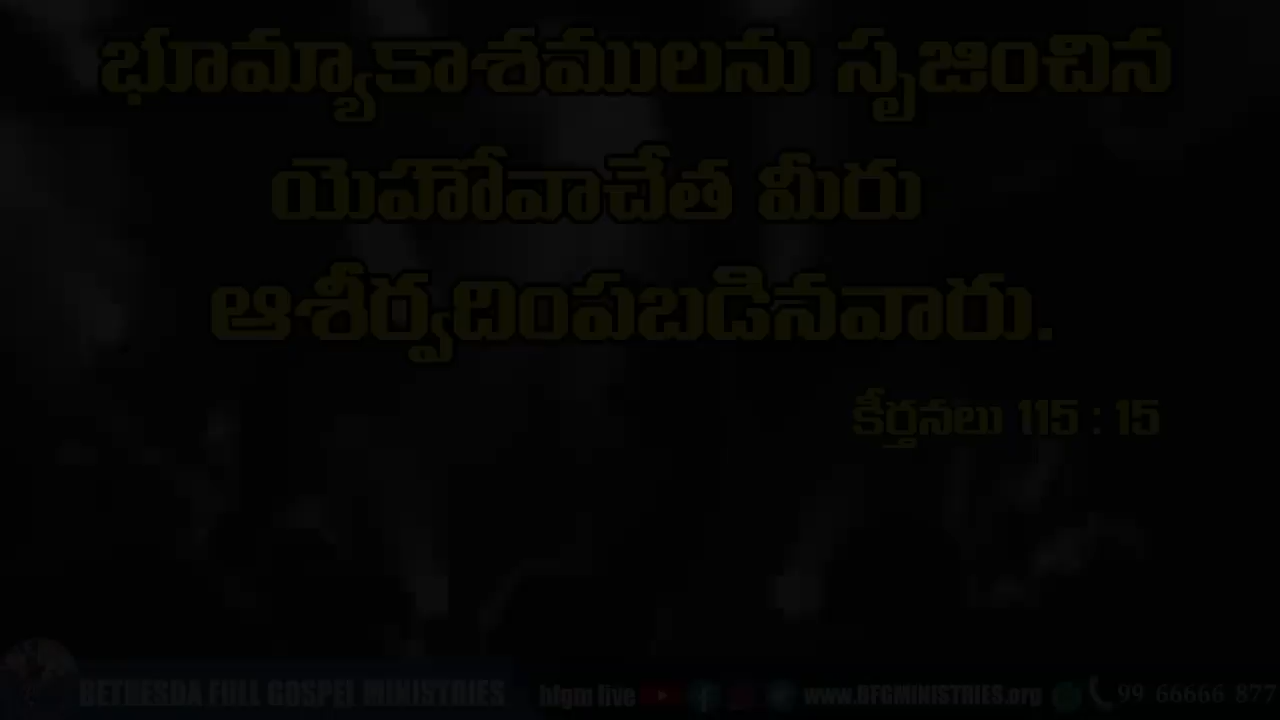 భూమ్యాకాశములను సృజించిన
యెహోవాచేత మీరు
ఆశీర్వదింపబడినవారు.
కీర్తనలు 115 : 15
BETHESDA FULL GOSPEL MINISTRIES bfgm live www.BFGMINISTRIES.org 99 66666 877